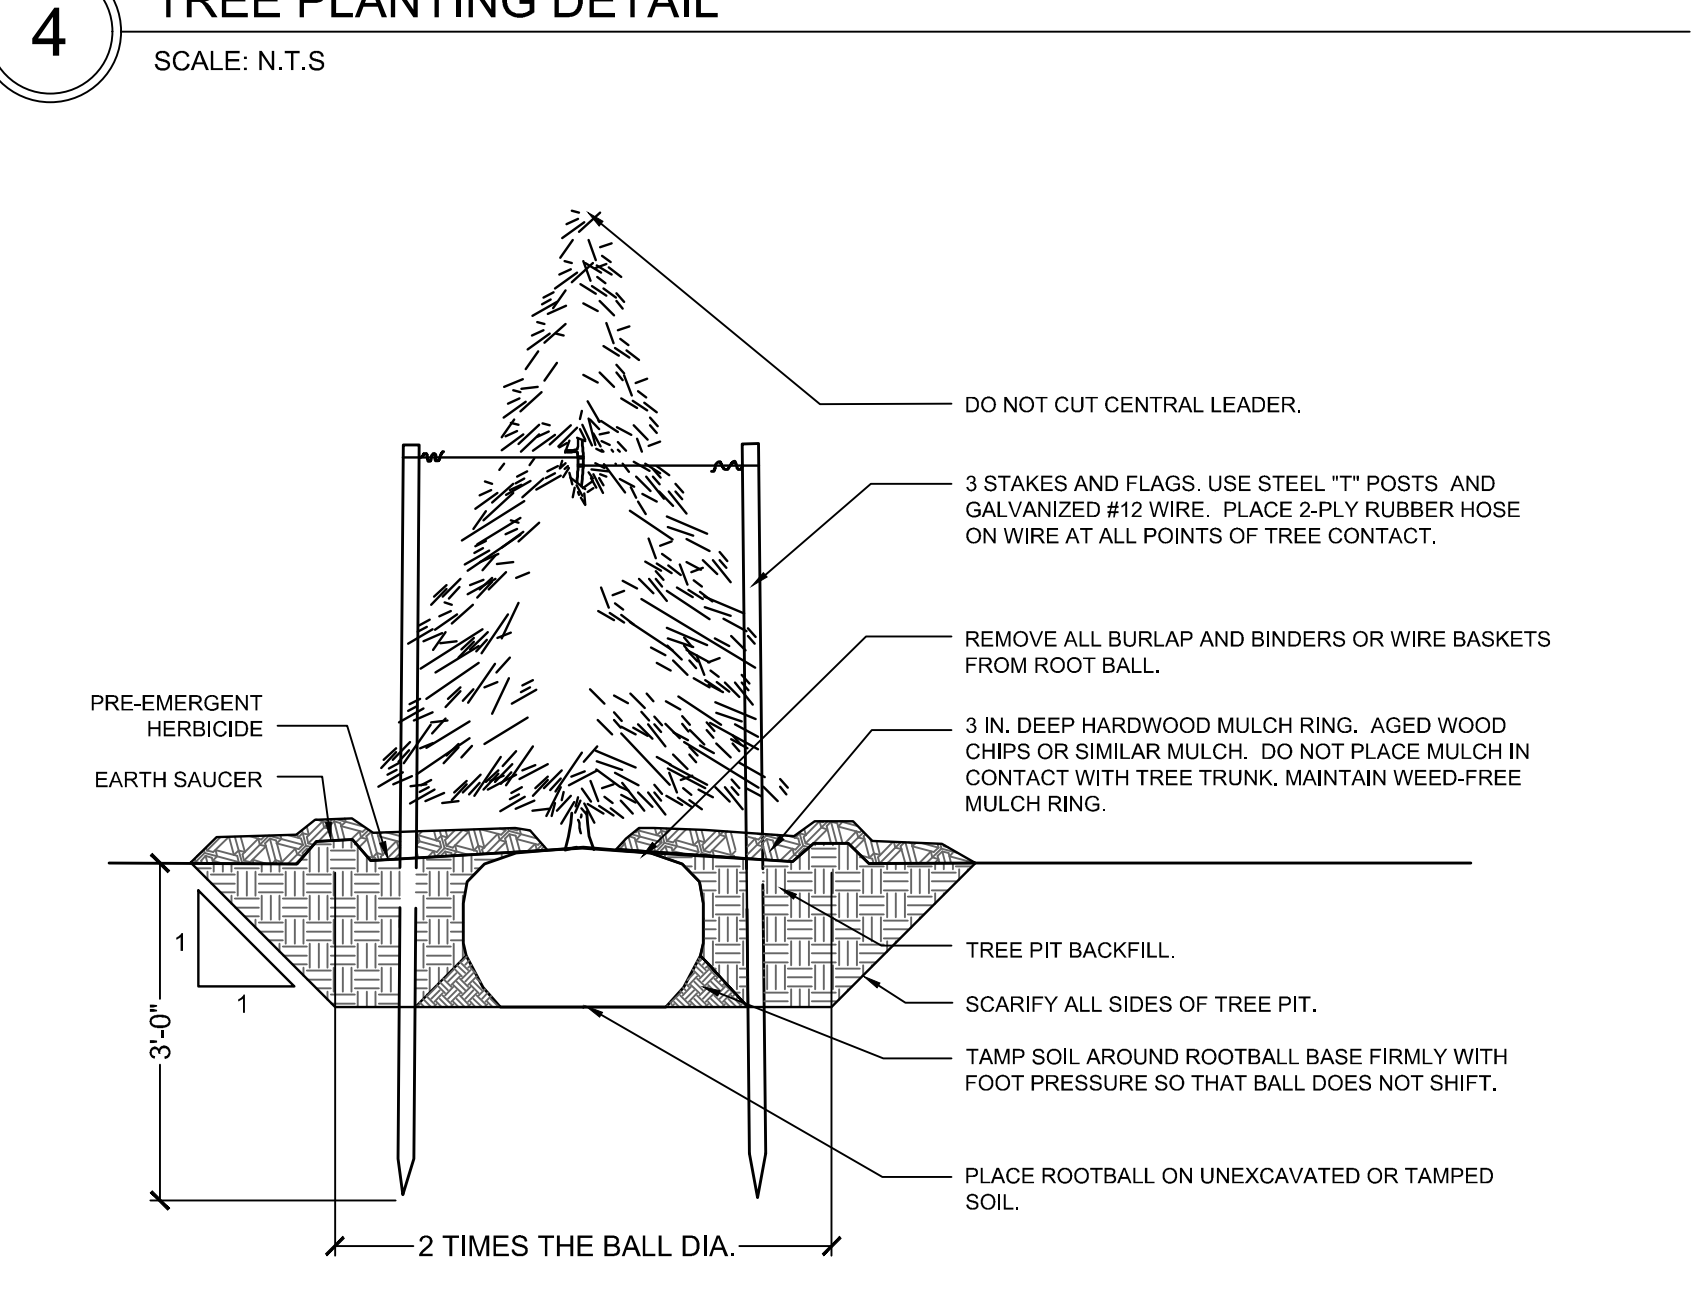 4
TREE PLANTING DETAIL
SCALE: N.T.S
DO NOT CUT CENTRAL LEADER.
3 STAKES AND FLAGS. USE STEEL "T" POSTS  AND
GALVANIZED #12 WIRE.  PLACE 2-PLY RUBBER HOSE
ON WIRE AT ALL POINTS OF TREE CONTACT.
REMOVE ALL BURLAP AND BINDERS OR WIRE BASKETS
FROM ROOT BALL.
PRE-EMERGENT
HERBICIDE
EARTH SAUCER
3 IN. DEEP HARDWOOD MULCH RING.  AGED WOOD
CHIPS OR SIMILAR MULCH.  DO NOT PLACE MULCH IN
CONTACT WITH TREE TRUNK. MAINTAIN WEED-FREE
MULCH RING.
1
1
3'-0"
TREE PIT BACKFILL.
SCARIFY ALL SIDES OF TREE PIT.
TAMP SOIL AROUND ROOTBALL BASE FIRMLY WITH
FOOT PRESSURE SO THAT BALL DOES NOT SHIFT.
PLACE ROOTBALL ON UNEXCAVATED OR TAMPED
SOIL.
2 TIMES THE BALL DIA.